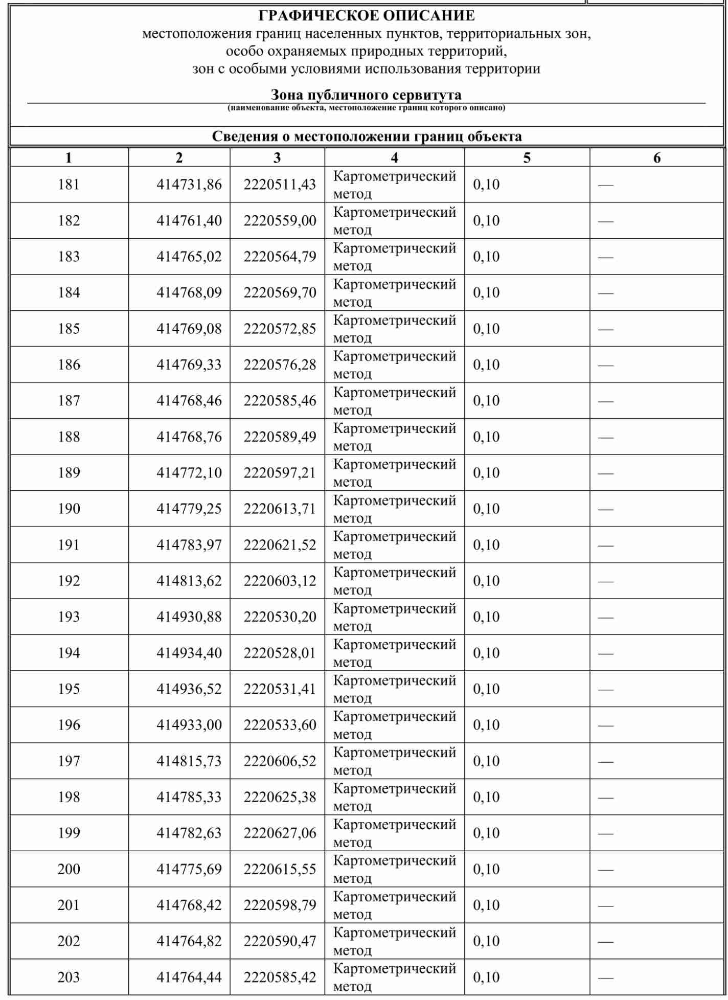 ГРАФИЧЕСКОЕ ОПИСАНИЕ
местоположения границ населенных пунктов, территориальных зон,
особо охраняемых природных территорий,
зон с особыми условиями использования территории
Зона публичного сервитута
(наименование объекта, местоположение границ которого описано)
Сведения о местоположении границ объекта
1 2 3 4 5 6
181 414731,86 2220511,43 Картометрический метод 0,10 —
182 414761,40 2220559,00 Картометрический метод 0,10 —
183 414765,02 2220564,79 Картометрический метод 0,10 —
184 414768,09 2220569,70 Картометрический метод 0,10 —
185 414769,08 2220572,85 Картометрический метод 0,10 —
186 414769,33 2220576,28 Картометрический метод 0,10 —
187 414768,46 2220585,46 Картометрический метод 0,10 —
188 414768,76 2220589,49 Картометрический метод 0,10 —
189 414772,10 2220597,21 Картометрический метод 0,10 —
190 414779,25 2220613,71 Картометрический метод 0,10 —
191 414783,97 2220621,52 Картометрический метод 0,10 —
192 414813,62 2220603,12 Картометрический метод 0,10 —
193 414930,88 2220530,20 Картометрический метод 0,10 —
194 414934,40 2220528,01 Картометрический метод 0,10 —
195 414936,52 2220531,41 Картометрический метод 0,10 —
196 414933,00 2220533,60 Картометрический метод 0,10 —
197 414815,73 2220606,52 Картометрический метод 0,10 —
198 414785,33 2220625,38 Картометрический метод 0,10 —
199 414782,63 2220627,06 Картометрический метод 0,10 —
200 414775,69 2220615,55 Картометрический метод 0,10 —
201 414768,42 2220598,79 Картометрический метод 0,10 —
202 414764,82 2220590,47 Картометрический метод 0,10 —
203 414764,44 2220585,42 Картометрический метод 0,10 —